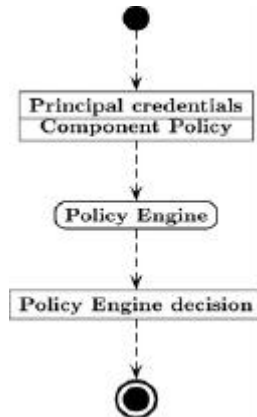 Principal credentials
Component Policy
Policy Engine
Policy Engine decision